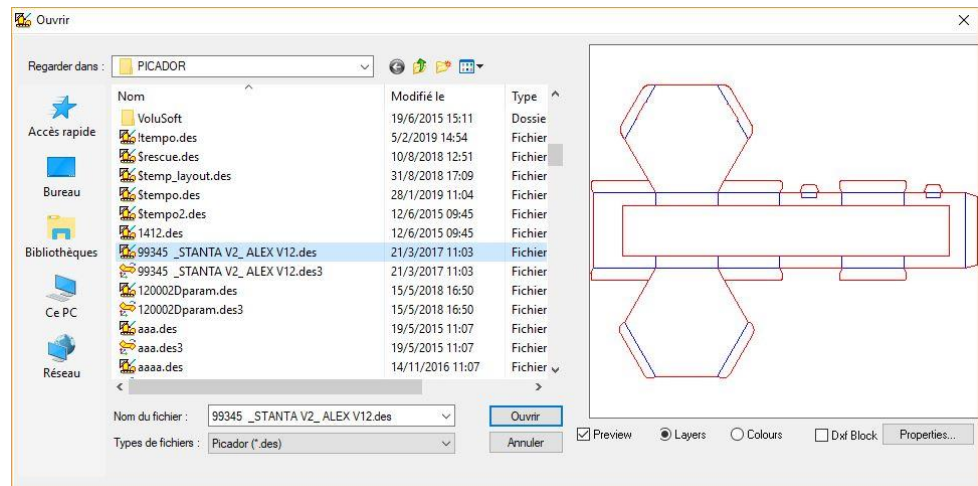 Ouvrir
Regarder dans : PICADOR
Accès rapide
Bureau
Bibliothèques
Ce PC
Réseau
Nom Modifié le Type
VoluSoft 19/6/2015 15:11 Dossie
!tempo.des 5/2/2019 14:54 Fichier
$rescue.des 10/8/2018 12:51 Fichier
$temp_layout.des 31/8/2018 17:09 Fichier
$tempo.des 28/1/2019 11:04 Fichier
$tempo2.des 12/6/2015 09:45 Fichier
1412.des 12/6/2015 09:45 Fichier
99345 _STANTA V2_ ALEX V12.des 21/3/2017 11:03 Fichier
99345 _STANTA V2_ ALEX V12.des3 21/3/2017 11:03 Fichier
120002Dparam.des 15/5/2018 16:50 Fichier
120002Dparam.des3 15/5/2018 16:50 Fichier
aaa.des 19/5/2015 11:07 Fichier
aaa.des3 19/5/2015 11:07 Fichier
aaaa.des 14/11/2016 11:07 Fichier
Nom du fichier : 99345 _STANTA V2_ ALEX V12.des Ouvrir
Types de fichiers : Picador (*.des) Annuler
Preview Layers Colours Dxf Block Properties...